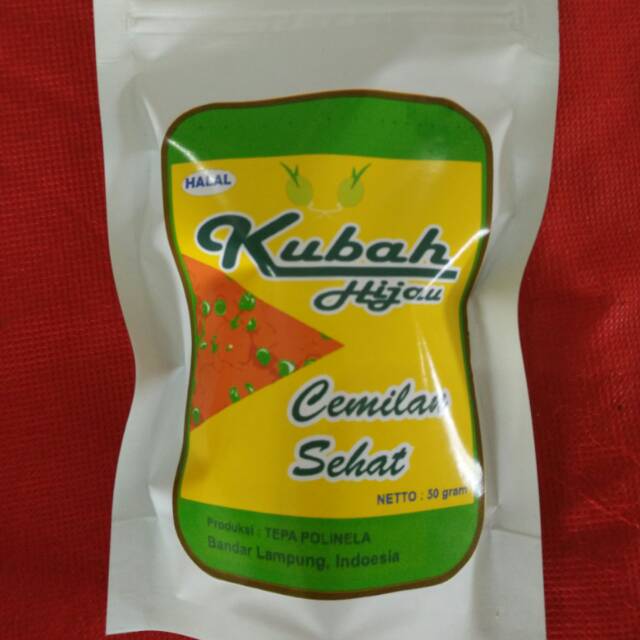 HALAL
Kubah
Hijau
Cemilan
Sehat
NETTO : 50 gram
Produksi : TEPA POLINELA
Bandar Lampung, Indoesia